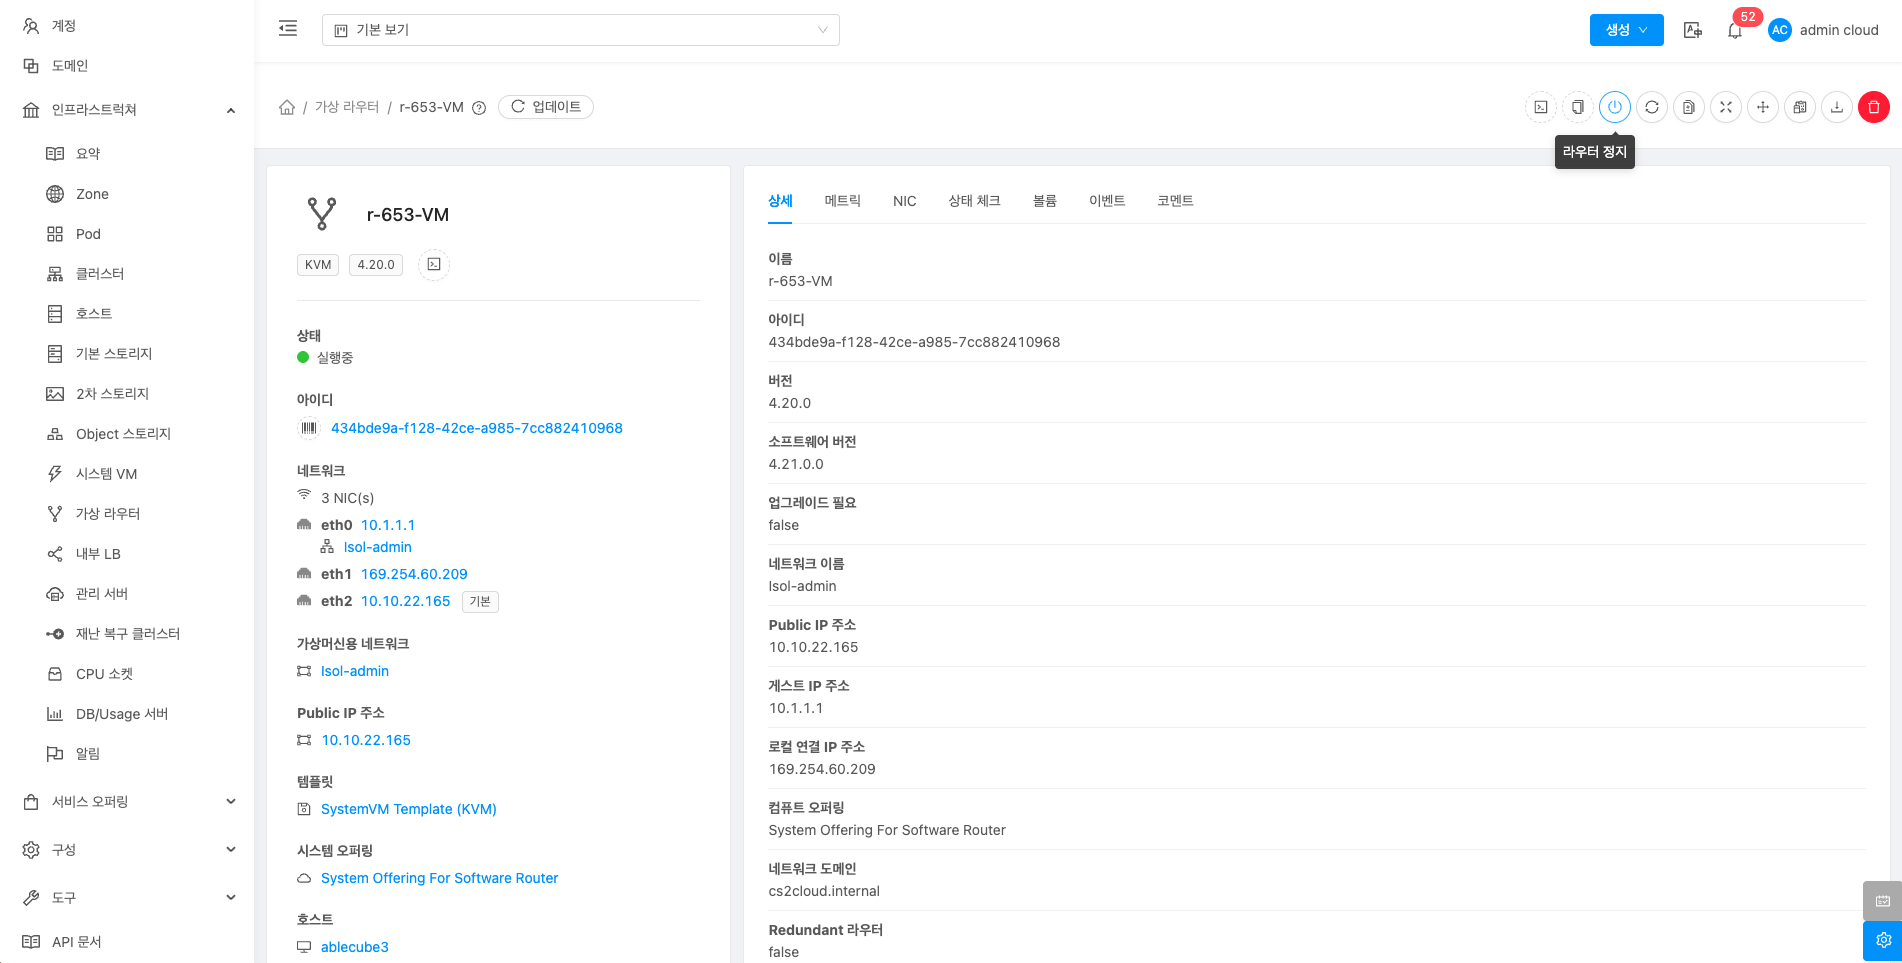 계정
도메인
인프라스트럭쳐
요약
Zone
Pod
클러스터
호스트
기본 스토리지
2차 스토리지
Object 스토리지
시스템 VM
가상 라우터
내부 LB
관리 서버
재난 복구 클러스터
CPU 소켓
DB/Usage 서버
알림
서비스 오퍼링
구성
도구
API 문서
기본 보기
생성
52
AC
admin cloud
/ 가상 라우터 / r-653-VM
업데이트
라우터 정지
r-653-VM
KVM
4.20.0
상태
실행중
아이디
434bde9a-f128-42ce-a985-7cc882410968
네트워크
3 NIC(s)
eth0 10.1.1.1
Isol-admin
eth1 169.254.60.209
eth2 10.10.22.165 기본
가상머신용 네트워크
Isol-admin
Public IP 주소
10.10.22.165
템플릿
SystemVM Template (KVM)
시스템 오퍼링
System Offering For Software Router
호스트
ablecube3
상세
메트릭
NIC
상태 체크
볼륨
이벤트
코멘트
이름
r-653-VM
아이디
434bde9a-f128-42ce-a985-7cc882410968
버전
4.20.0
소프트웨어 버전
4.21.0.0
업그레이드 필요
false
네트워크 이름
Isol-admin
Public IP 주소
10.10.22.165
게스트 IP 주소
10.1.1.1
로컬 연결 IP 주소
169.254.60.209
컴퓨트 오퍼링
System Offering For Software Router
네트워크 도메인
cs2cloud.internal
Redundant 라우터
false